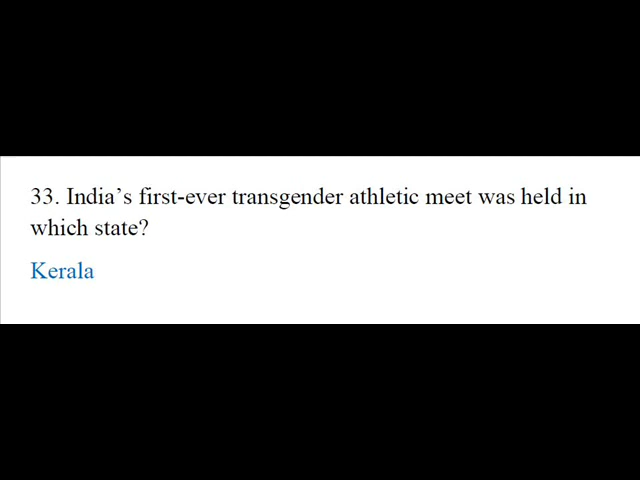 33. India’s first-ever transgender athletic meet was held in
which state?
Kerala